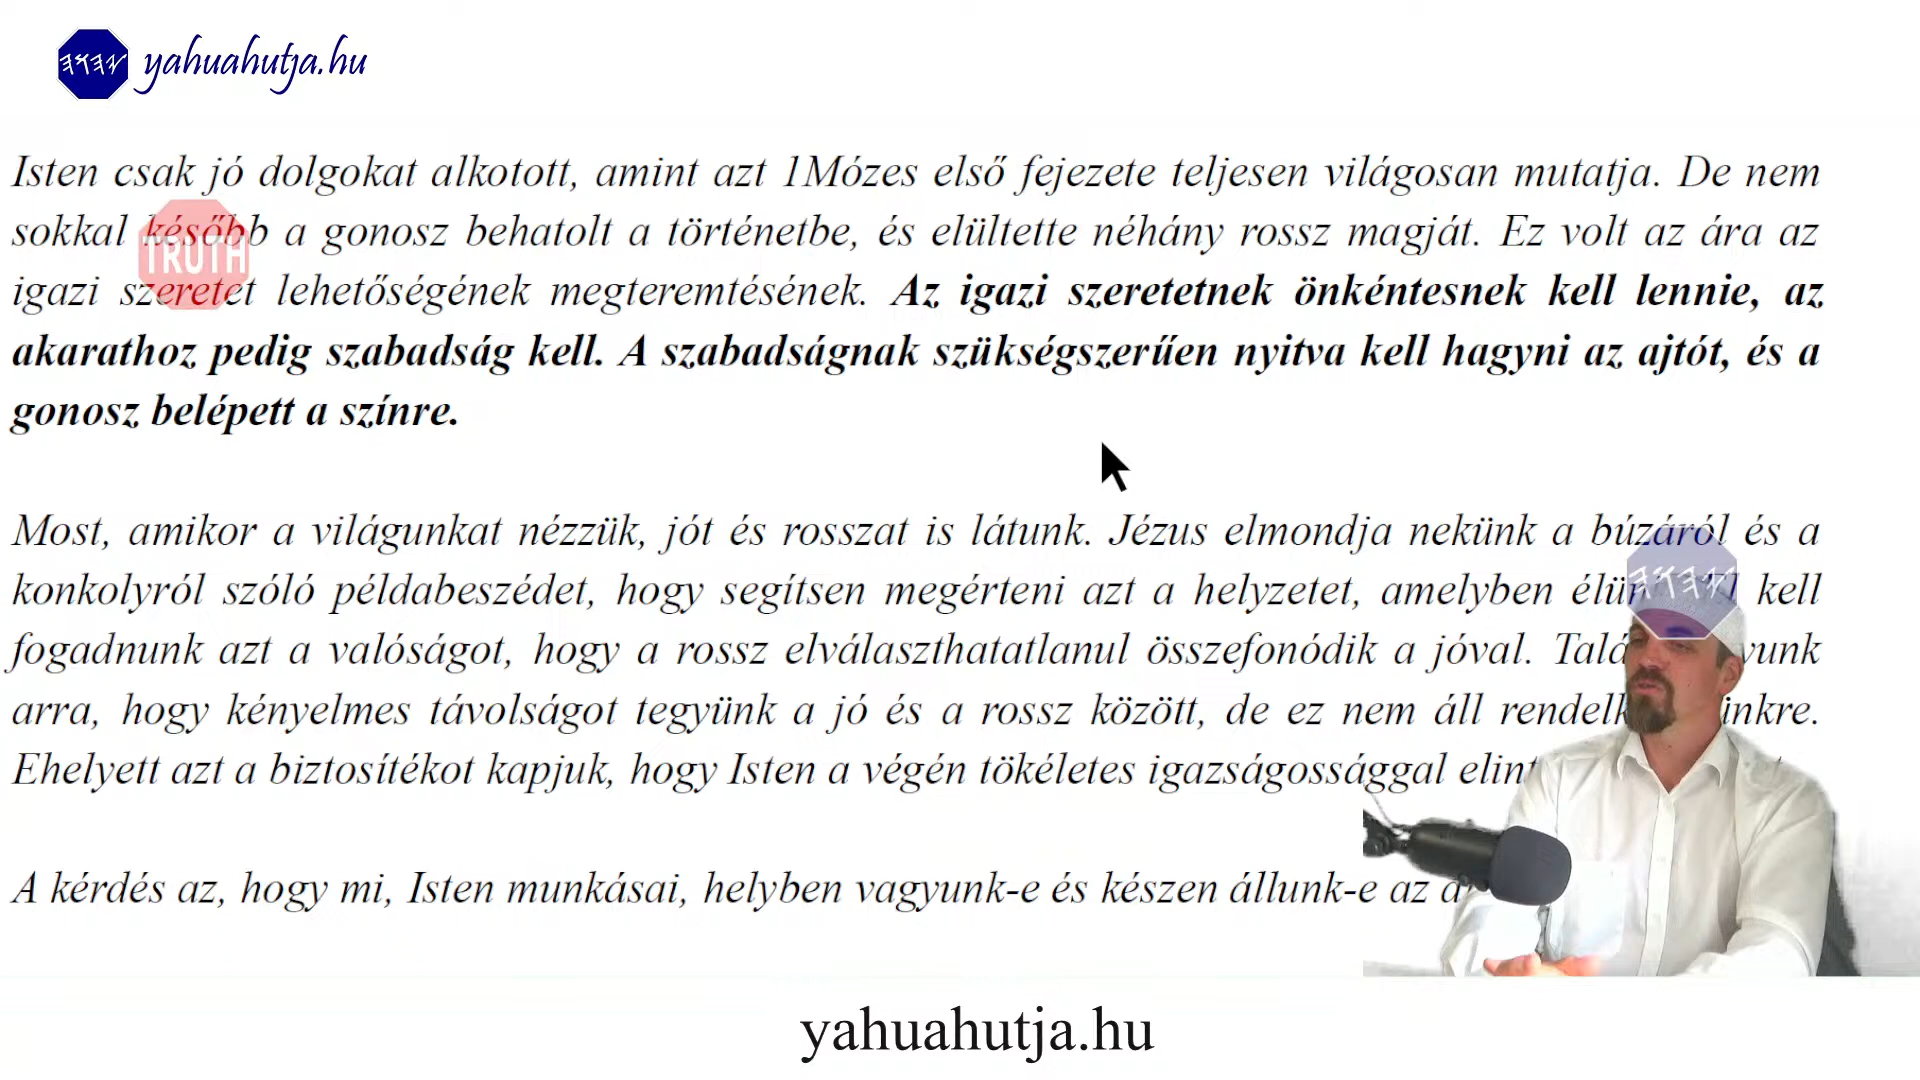 yahuahutja.hu
Isten csak jó dolgokat alkotott, amint azt 1Mózes első fejezete teljesen világosan mutatja. De nem
sokkal később a gonosz behatolt a történetbe, és elültette néhány rossz magját. Ez volt az ára az
TRUTH
igazi szeretet lehetőségének megteremtésének. Az igazi szeretetnek önkéntesnek kell lennie, az
akarathoz pedig szabadság kell. A szabadságnak szükségszerűen nyitva kell hagyni az ajtót, és a
gonosz belépett a színre.
Most, amikor a világunkat nézzük, jót és rosszat is látunk. Jézus elmondja nekünk a búzáról és a
konkolyról szóló példabeszédet, hogy segítsen megérteni azt a helyzetet, amelyben kell
fogadnunk azt a valóságot, hogy a rossz elválaszthatatlanul összefonódik a jóval.
arra, hogy kényelmes távolságot tegyünk a jó és a rossz között, de ez nem áll
Ehelyett azt a biztosítékot kapjuk, hogy Isten a végén tökéletes igazságossággal
A kérdés az, hogy mi, Isten munkásai, helyben vagyunk-e és készen állunk-e az
yahuahutja.hu